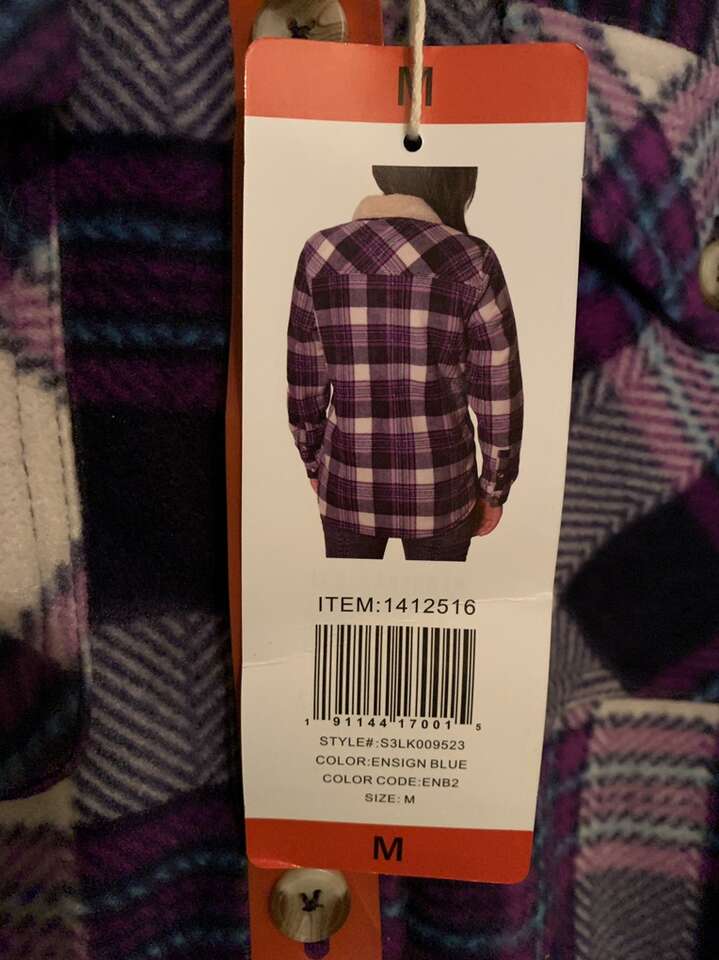 M
ITEM:1412516
1 91144 17001 5
STYLE#:S3LK009523
COLOR:ENSIGN BLUE
COLOR CODE:ENB2
SIZE: M
M